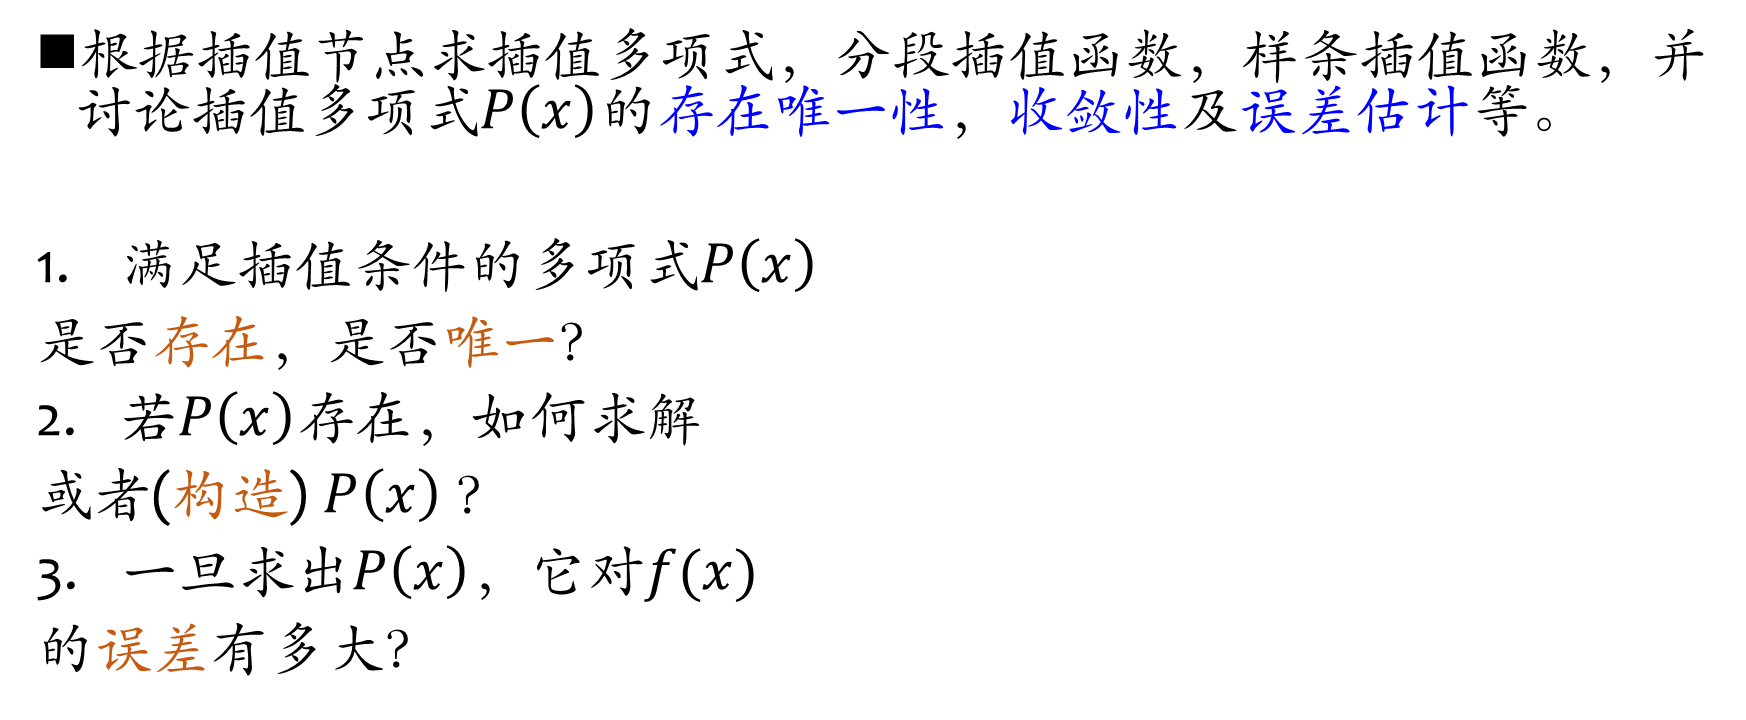 ■根据插值节点求插值多项式，分段插值函数，样条插值函数，并
讨论插值多项式P(x)的存在唯一性，收敛性及误差估计等。
1. 满足插值条件的多项式P(x)
是否存在，是否唯一？
2. 若P(x)存在，如何求解
或者(构造) P(x)？
3. 一旦求出P(x)，它对f(x)
的误差有多大？